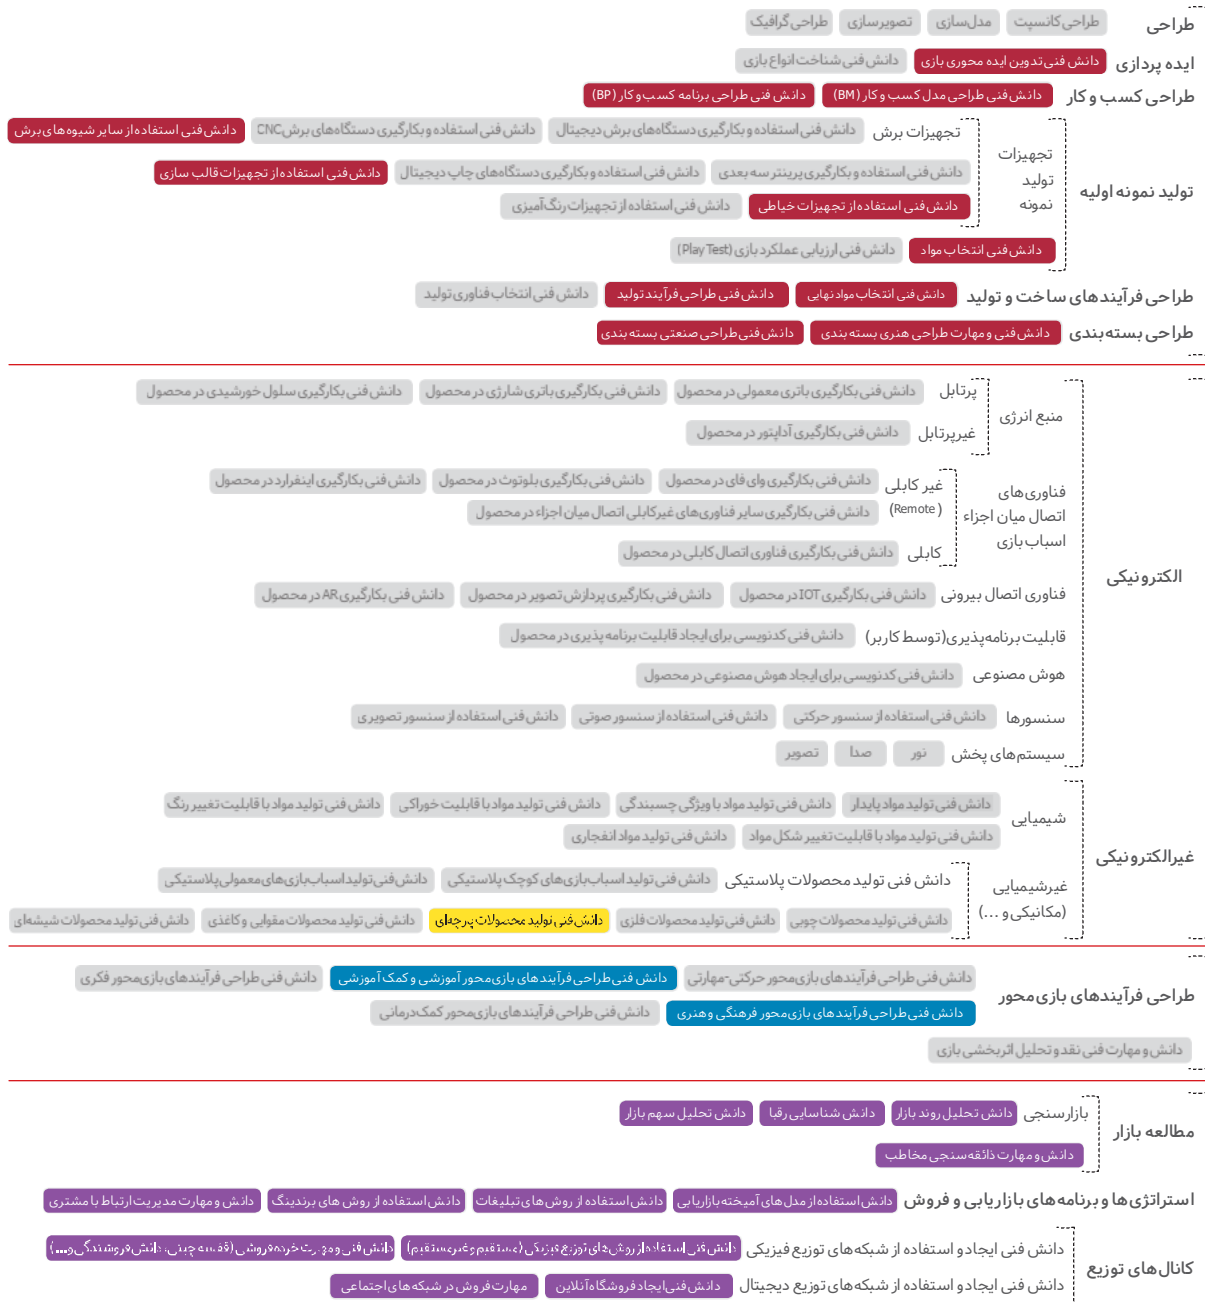 طراحی طراحی کانسپت مدل‌سازی تصویرسازی طراحی گرافیک
ایده پردازی دانش فنی تدوین ایده محوری بازی دانش فنی شناخت انواع بازی
طراحی کسب و کار دانش فنی طراحی مدل کسب و کار (BM) دانش فنی طراحی برنامه کسب و کار (BP)
تجهیزات برش دانش فنی استفاده و بکارگیری دستگاه‌های برش دیجیتال دانش فنی استفاده و بکارگیری دستگاه‌های برش CNC دانش فنی استفاده از سایر شیوه‌های برش
تجهیزات
تولید
نمونه
دانش فنی استفاده و بکارگیری پرینتر سه بعدی دانش فنی استفاده و بکارگیری دستگاه‌های چاپ دیجیتال دانش فنی استفاده از تجهیزات قالب سازی
تولید نمونه اولیه
دانش فنی استفاده از تجهیزات خیاطی دانش فنی استفاده از تجهیزات رنگ‌آمیزی
دانش فنی انتخاب مواد دانش فنی ارزیابی عملکرد بازی (Play Test)
طراحی فرآیندهای ساخت و تولید دانش فنی انتخاب مواد نهایی دانش فنی طراحی فرآیند تولید دانش فنی انتخاب فناوری تولید
طراحی بسته‌بندی دانش فنی و مهارت طراحی هنری بسته بندی دانش فنی طراحی صنعتی بسته بندی
پرتابل دانش فنی بکارگیری باتری معمولی در محصول دانش فنی بکارگیری باتری شارژی در محصول دانش فنی بکارگیری سلول خورشیدی در محصول
منبع انرژی
غیرپرتابل دانش فنی بکارگیری آداپتور در محصول
غیر کابلی
(Remote)
دانش فنی بکارگیری وای فای در محصول دانش فنی بکارگیری بلوتوث در محصول دانش فنی بکارگیری اینفرارد در محصول
فناوری‌های
اتصال میان اجزاء
اسباب بازی
دانش فنی بکارگیری سایر فناوری‌های غیرکابلی اتصال میان اجزاء در محصول
کابلی دانش فنی بکارگیری فناوری اتصال کابلی در محصول
الکترونیکی
فناوری اتصال بیرونی دانش فنی بکارگیری IOT در محصول دانش فنی بکارگیری پردازش تصویر در محصول دانش فنی بکارگیری AR در محصول
قابلیت برنامه‌پذیری(توسط کاربر) دانش فنی کدنویسی برای ایجاد قابلیت برنامه پذیری در محصول
هوش مصنوعی دانش فنی کدنویسی برای ایجاد هوش مصنوعی در محصول
سنسورها دانش فنی استفاده از سنسور حرکتی دانش فنی استفاده از سنسور صوتی دانش فنی استفاده از سنسور تصویری
سیستم‌های پخش نور صدا تصویر
شیمیایی دانش فنی تولید مواد پایدار دانش فنی تولید مواد با ویژگی چسبندگی دانش فنی تولید مواد با قابلیت خوراکی دانش فنی تولید مواد با قابلیت تغییر رنگ
دانش فنی تولید مواد با قابلیت تغییر شکل مواد دانش فنی تولید مواد انفجاری
غیرالکترونیکی
غیرشیمیایی
(مکانیکی و ...)
دانش فنی تولید محصولات پلاستیکی دانش فنی تولید اسباب‌بازی‌های کوچک پلاستیکی دانش فنی تولید اسباب‌بازی‌های معمولی پلاستیکی
دانش فنی تولید محصولات چوبی دانش فنی تولید محصولات فلزی دانش فنی تولید محصولات پارچه‌ای دانش فنی تولید محصولات مقوایی و کاغذی دانش فنی تولید محصولات شیشه‌ای
دانش فنی طراحی فرآیندهای بازی‌محور حرکتی-مهارتی دانش فنی طراحی فرآیندهای بازی‌محور آموزشی و کمک آموزشی دانش فنی طراحی فرآیندهای بازی‌محور فکری
طراحی فرآیندهای بازی‌محور
دانش فنی طراحی فرآیندهای بازی‌محور فرهنگی و هنری دانش فنی طراحی فرآیندهای بازی‌محور کمک‌درمانی
دانش و مهارت فنی نقد و تحلیل اثربخشی بازی
بازارسنجی دانش تحلیل روند بازار دانش شناسایی رقبا دانش تحلیل سهم بازار
مطالعه بازار
دانش و مهارت ذائقه سنجی مخاطب
استراتژی‌ها و برنامه‌های بازاریابی و فروش دانش استفاده از مدل‌های آمیخته بازاریابی دانش استفاده از روش‌های تبلیغات دانش استفاده از روش‌های برندینگ دانش و مهارت مدیریت ارتباط با مشتری
دانش فنی ایجاد و استفاده از شبکه‌های توزیع فیزیکی دانش فنی استفاده از روش‌های توزیع فیزیکی (مستقیم و غیرمستقیم) دانش فنی و مهارت خرده‌فروشی (قفسه چینی، دانش فروشندگی و...)
کانال‌های توزیع
دانش فنی ایجاد و استفاده از شبکه‌های توزیع دیجیتال دانش فنی ایجاد فروشگاه آنلاین مهارت فروش در شبکه‌های اجتماعی